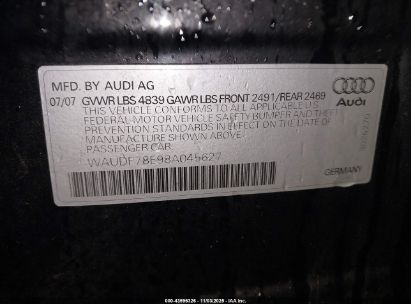 MFD. BY AUDI AG
07/07 GVWR LBS 4839 GAWR LBS FRONT 2491/REAR 2469
THIS VEHICLE CONFORMS TO ALL APPLICABLE U.S.
FEDERAL MOTOR VEHICLE SAFETY BUMPER AND THEFT
PREVENTION STANDARDS IN EFFECT ON THE DATE OF
MANUFACTURE SHOWN ABOVE
PASSENGER CAR
Audi
WAUDF78E98A045627
GERMANY